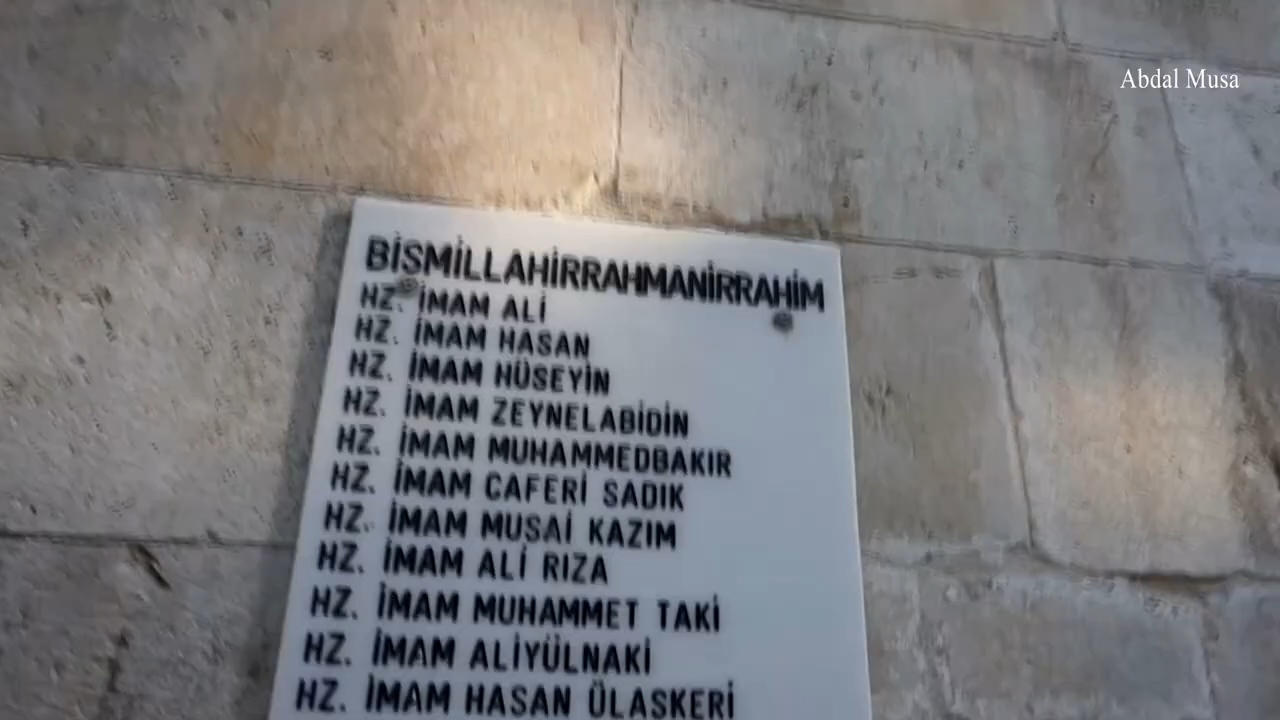 Abdal Musa
BİSMİLLAHİRRAHMANİRRAHİM
HZ. İMAM ALİ
HZ. İMAM HASAN
HZ. İMAM HÜSEYİN
HZ. İMAM ZEYNELABİDİN
HZ. İMAM MUHAMMEDBAKIR
HZ. İMAM CAFERİ SADIK
HZ. İMAM MUSAİ KAZIM
HZ. İMAM ALİ RIZA
HZ. İMAM MUHAMMET TAKİ
HZ. İMAM ALİYÜLNAKİ
HZ. İMAM HASAN ÜLASKERİ